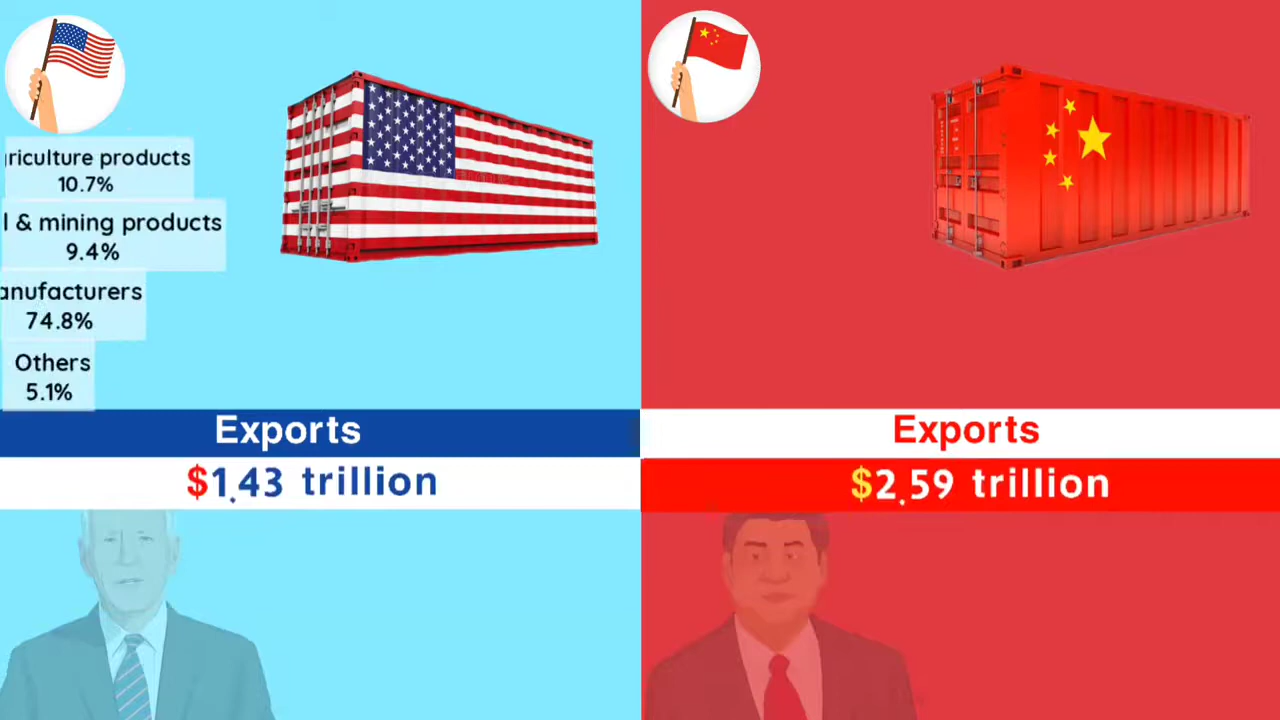 riculture products
10.7%
l & mining products
9.4%
anufacturers
74.8%
Others
5.1%
Exports
$1.43 trillion
Exports
$2.59 trillion